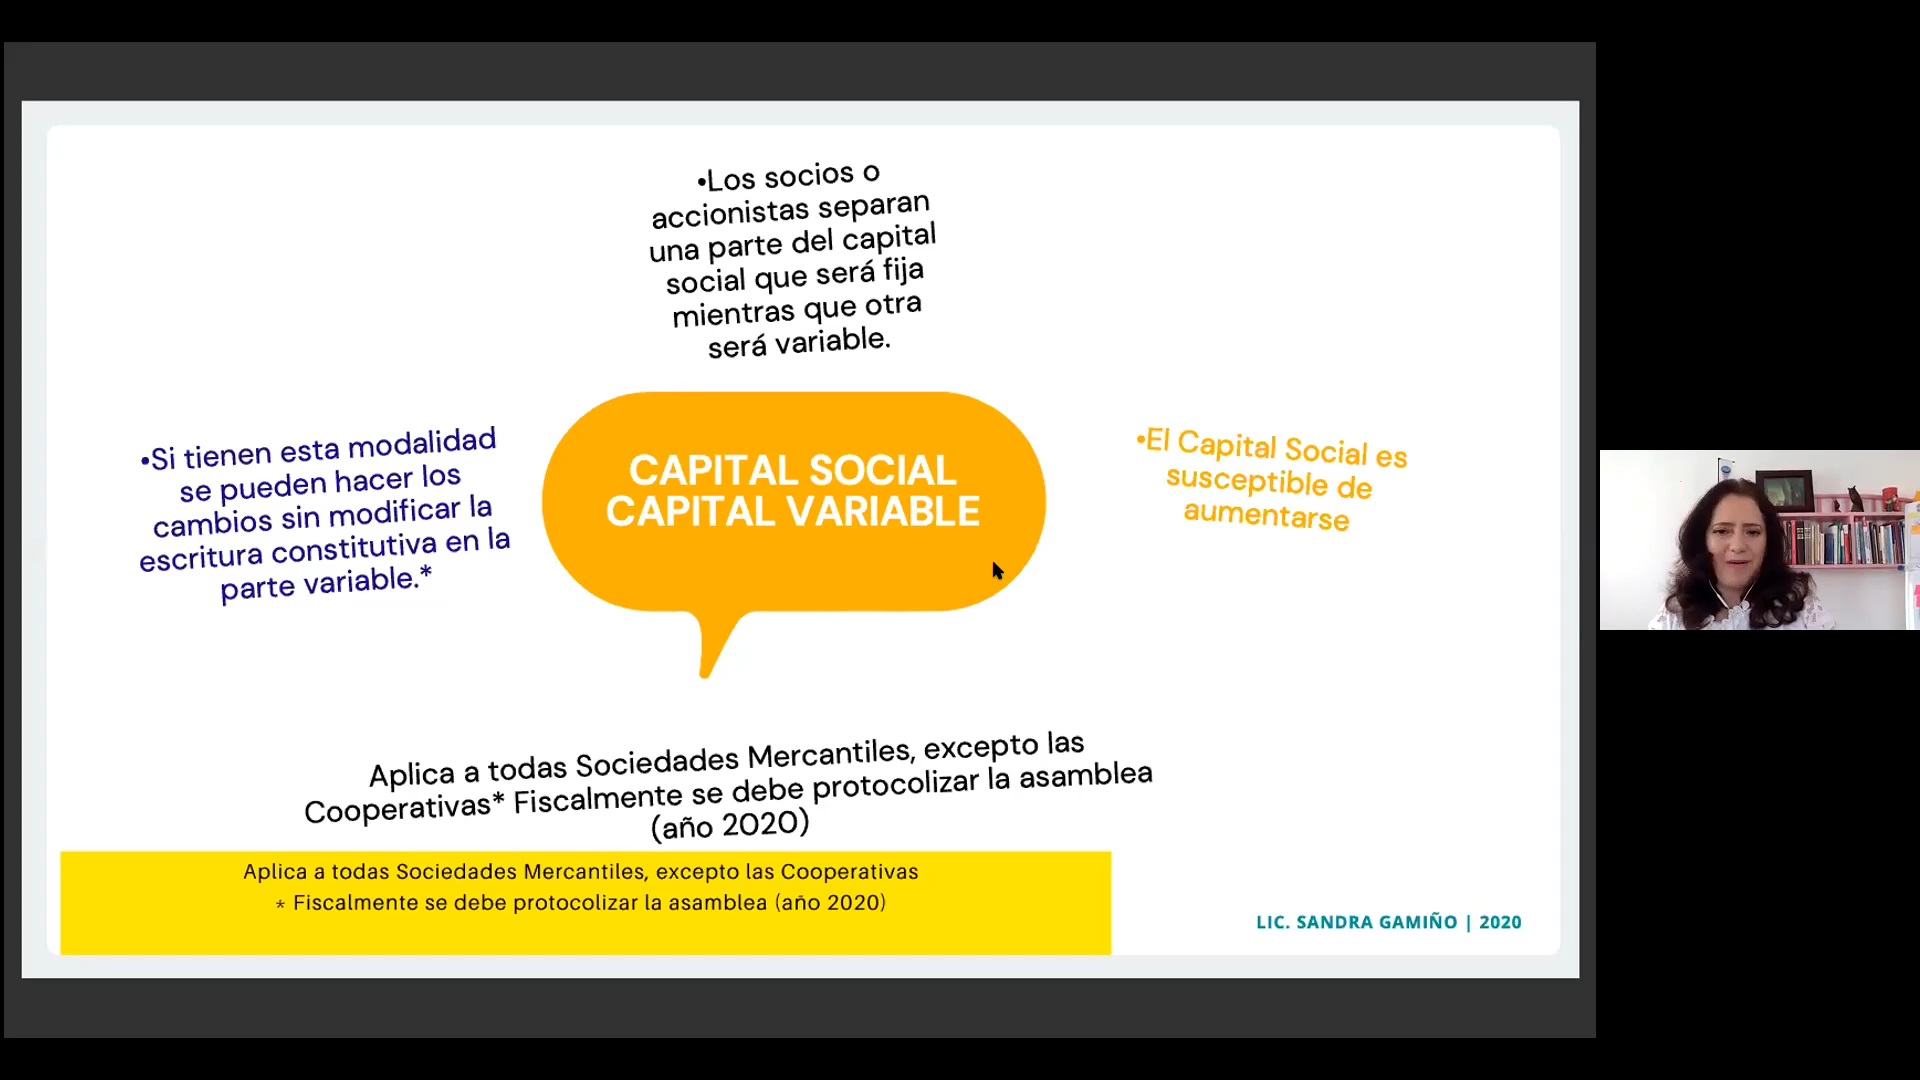 •Los socios o
accionistas separan
una parte del capital
social que será fija
mientras que otra
será variable.
•Si tienen esta modalidad
se pueden hacer los
cambios sin modificar la
escritura constitutiva en la
parte variable.*
CAPITAL SOCIAL
CAPITAL VARIABLE
•El Capital Social es
susceptible de
aumentarse
Aplica a todas Sociedades Mercantiles, excepto las
Cooperativas* Fiscalmente se debe protocolizar la asamblea
(año 2020)
Aplica a todas Sociedades Mercantiles, excepto las Cooperativas
* Fiscalmente se debe protocolizar la asamblea (año 2020)
LIC. SANDRA GAMIÑO | 2020